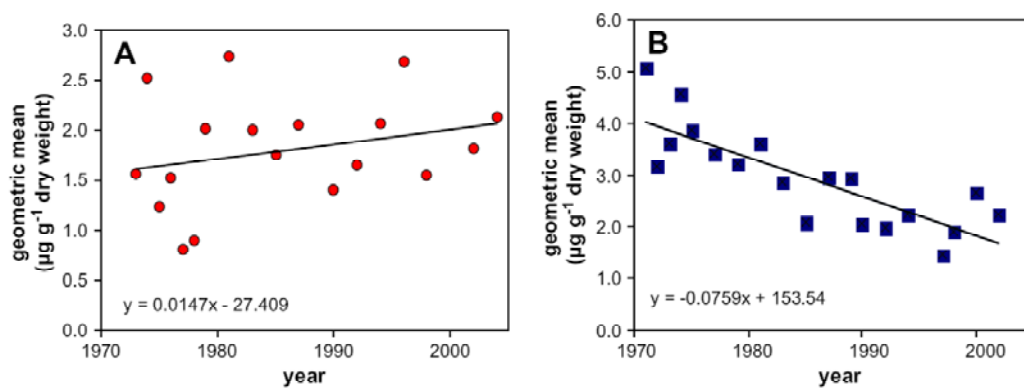 A
3.0
2.5
2.0
1.5
1.0
0.5
0.0
geometric mean
(µg g-1 dry weight)
y = 0.0147x - 27.409
1970
1980
1990
2000
year
B
6.0
5.0
4.0
3.0
2.0
1.0
0.0
geometric mean
(µg g-1 dry weight)
y = -0.0759x + 153.54
1970
1980
1990
2000
year